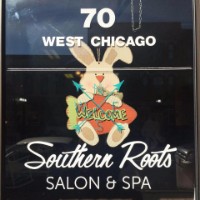 70
WEST CHICAGO
Welcome
Southern Roots
SALON & SPA